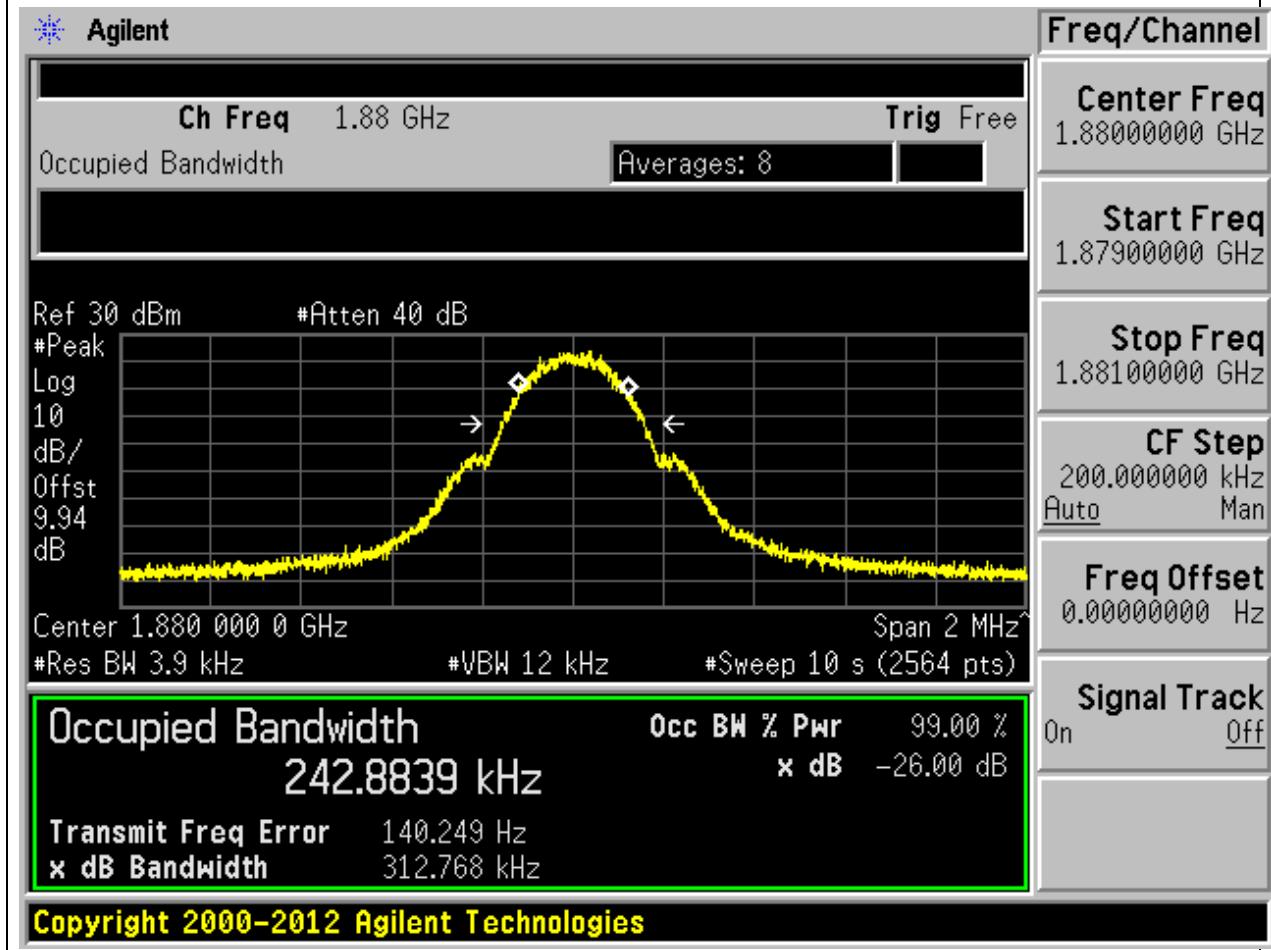 Agilent
Freq/Channel
Ch Freq 1.88 GHz Trig Free
Occupied Bandwidth Averages: 8
Ref 30 dBm #Atten 40 dB
#Peak
Log
10
dB/
Offst
9.94
dB
Center 1.880 000 0 GHz Span 2 MHz^
#Res BW 3.9 kHz #VBW 12 kHz #Sweep 10 s (2564 pts)
Occupied Bandwidth Occ BW % Pwr 99.00 %
242.8839 kHz x dB -26.00 dB
Transmit Freq Error 140.249 Hz
x dB Bandwidth 312.768 kHz
Copyright 2000-2012 Agilent Technologies
Center Freq
1.88000000 GHz
Start Freq
1.87900000 GHz
Stop Freq
1.88100000 GHz
CF Step
200.000000 kHz
Auto Man
Freq Offset
0.00000000 Hz
Signal Track
On Off